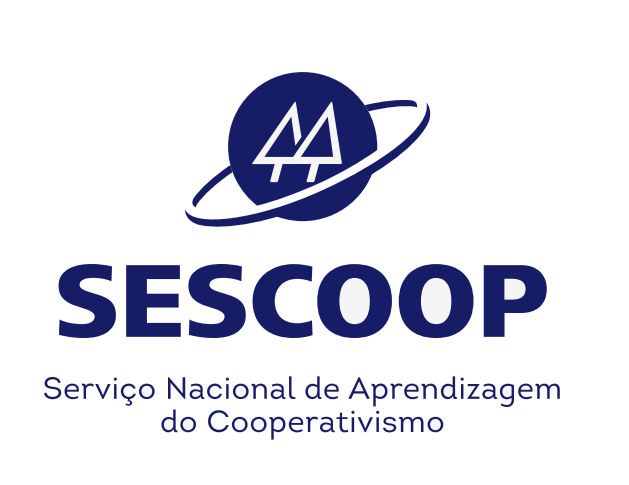 SESCOOP
Serviço Nacional de Aprendizagem
do Cooperativismo